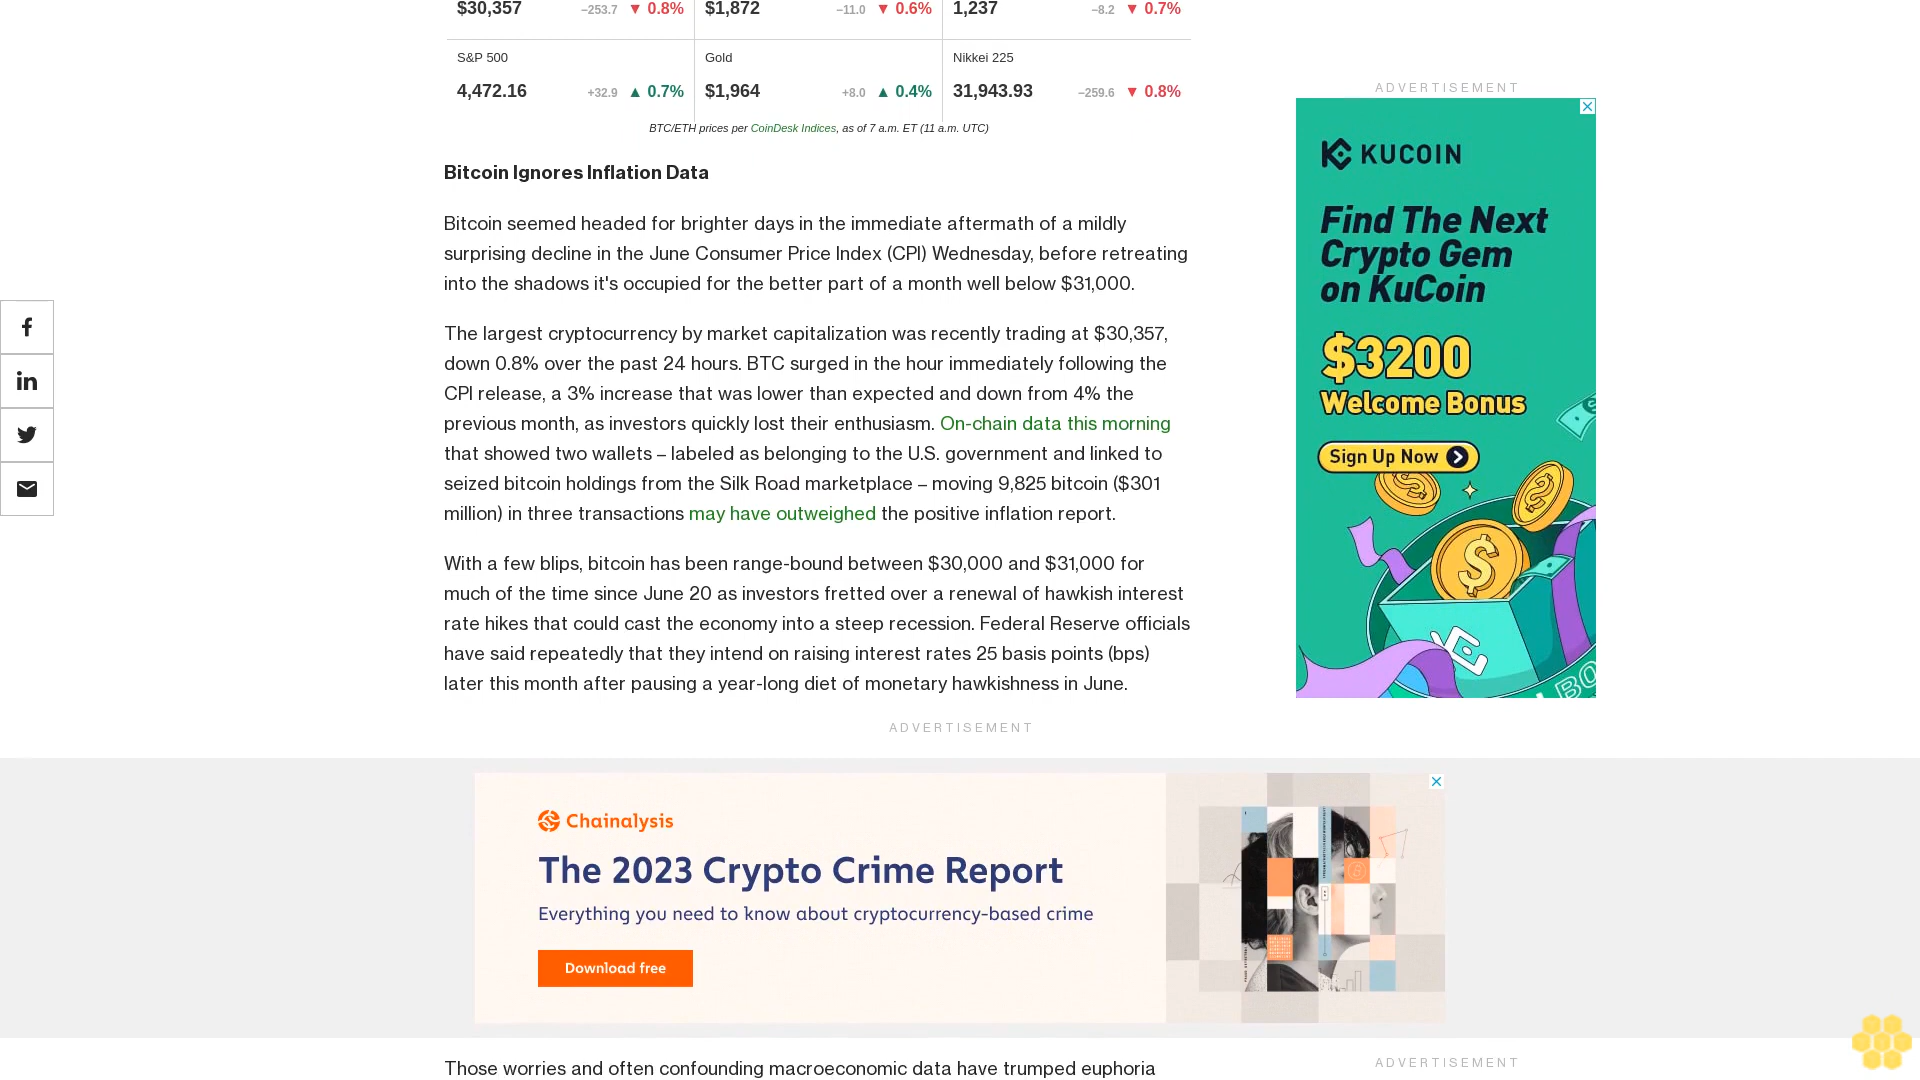 $30,357 −253.7 ▼ 0.8% $1,872 −11.0 ▼ 0.6% 1,237 −8.2 ▼ 0.7%
S&P 500 Gold Nikkei 225
4,472.16 +32.9 ▲ 0.7% $1,964 +8.0 ▲ 0.4% 31,943.93 −259.6 ▼ 0.8%
BTC/ETH prices per CoinDesk Indices, as of 7 a.m. ET (11 a.m. UTC)
Bitcoin Ignores Inflation Data
Bitcoin seemed headed for brighter days in the immediate aftermath of a mildly
surprising decline in the June Consumer Price Index (CPI) Wednesday, before retreating
into the shadows it's occupied for the better part of a month well below $31,000.
The largest cryptocurrency by market capitalization was recently trading at $30,357,
down 0.8% over the past 24 hours. BTC surged in the hour immediately following the
CPI release, a 3% increase that was lower than expected and down from 4% the
previous month, as investors quickly lost their enthusiasm. On-chain data this morning
that showed two wallets – labeled as belonging to the U.S. government and linked to
seized bitcoin holdings from the Silk Road marketplace – moving 9,825 bitcoin ($301
million) in three transactions may have outweighed the positive inflation report.
With a few blips, bitcoin has been range-bound between $30,000 and $31,000 for
much of the time since June 20 as investors fretted over a renewal of hawkish interest
rate hikes that could cast the economy into a steep recession. Federal Reserve officials
have said repeatedly that they intend on raising interest rates 25 basis points (bps)
later this month after pausing a year-long diet of monetary hawkishness in June.
ADVERTISEMENT
KUCOIN
Find The Next
Crypto Gem
on KuCoin
$3200
Welcome Bonus
Sign Up Now
ADVERTISEMENT
Chainalysis
The 2023 Crypto Crime Report
Everything you need to know about cryptocurrency-based crime
Download free
Those worries and often confounding macroeconomic data have trumped euphoria
ADVERTISEMENT